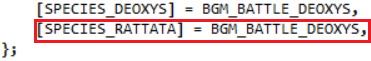 [SPECIES_DEOXYS] = BGM_BATTLE_DEOXYS,
[SPECIES_RATTATA] = BGM_BATTLE_DEOXYS,
};